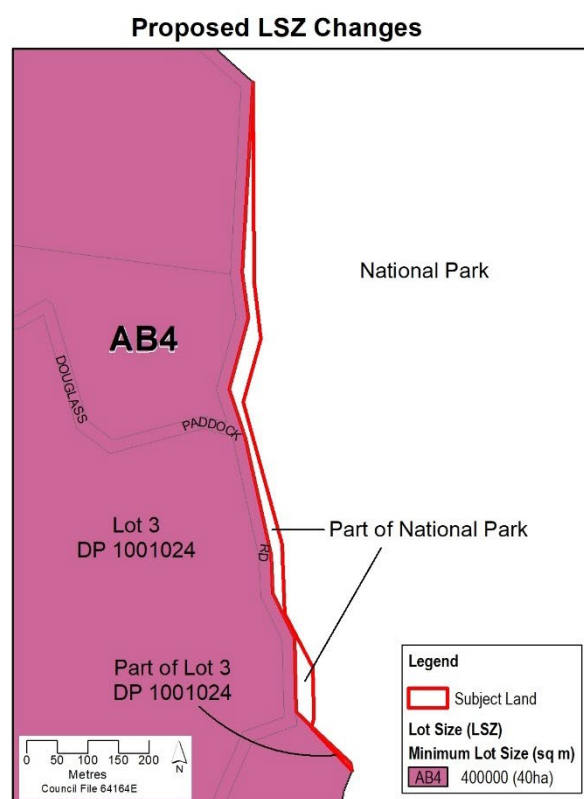 Proposed LSZ Changes
National Park
AB4
DOUGLASS
PADDOCK
RD
Lot 3
DP 1001024
Part of National Park
Part of Lot 3
DP 1001024
Legend
Subject Land
Lot Size (LSZ)
Minimum Lot Size (sq m)
AB4 400000 (40ha)
0 50 100 150 200
Metres
N
Council File 64164E